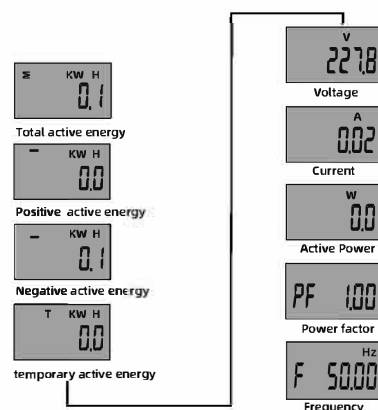 Σ KW H
0.1
Total active energy
– KW H
0.0
Positive active energy
– KW H
0.1
Negative active energy
T KW H
0.0
temporary active energy
V
227.8
Voltage
A
0.02
Current
W
0.0
Active Power
PF 1.00
Power factor
Hz
F 50.00
Frequency